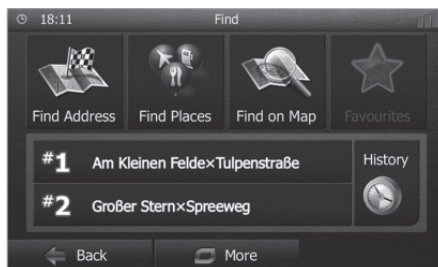 18:11 Find
Find Address Find Places Find on Map Favourites
#1 Am Kleinen Felde×Tulpenstraße History
#2 Großer Stern×Spreeweg
Back More